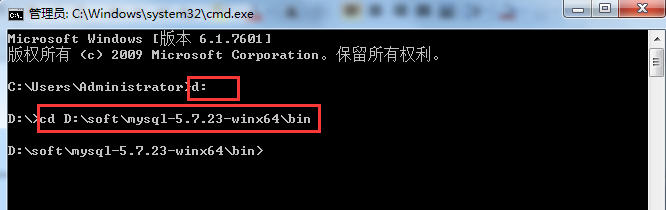 管理员: C:\Windows\system32\cmd.exe
Microsoft Windows [版本 6.1.7601]
版权所有 (c) 2009 Microsoft Corporation。保留所有权利。
C:\Users\Administrator>d:
D:\>cd D:\soft\mysql-5.7.23-winx64\bin
D:\soft\mysql-5.7.23-winx64\bin>